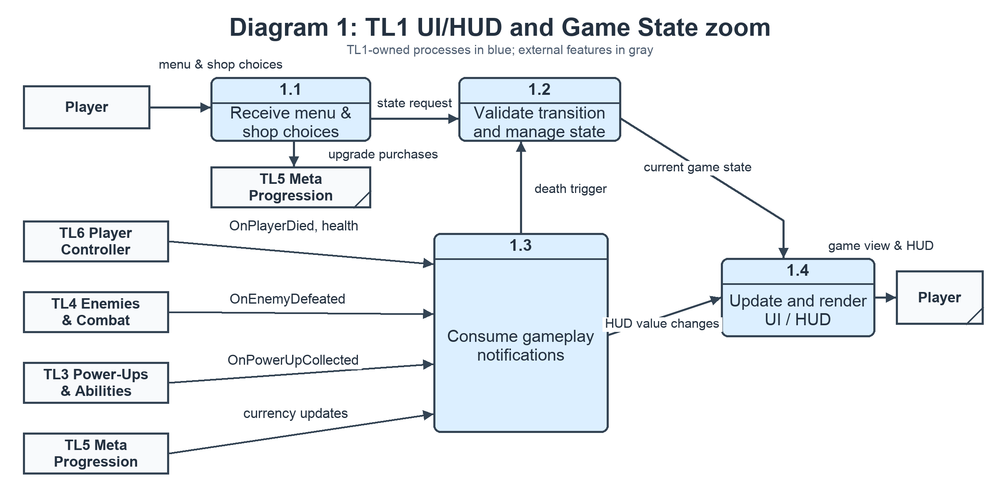 Diagram 1: TL1 UI/HUD and Game State zoom
TL1-owned processes in blue; external features in gray
menu & shop choices
Player
1.1
Receive menu &
shop choices
state request
1.2
Validate transition
and manage state
upgrade purchases
TL5 Meta
Progression
current game state
death trigger
OnPlayerDied, health
TL6 Player
Controller
1.3
Consume gameplay
notifications
game view & HUD
1.4
Update and render
UI / HUD
Player
TL4 Enemies
& Combat
OnEnemyDefeated
HUD value changes
TL3 Power-Ups
& Abilities
OnPowerUpCollected
currency updates
TL5 Meta
Progression